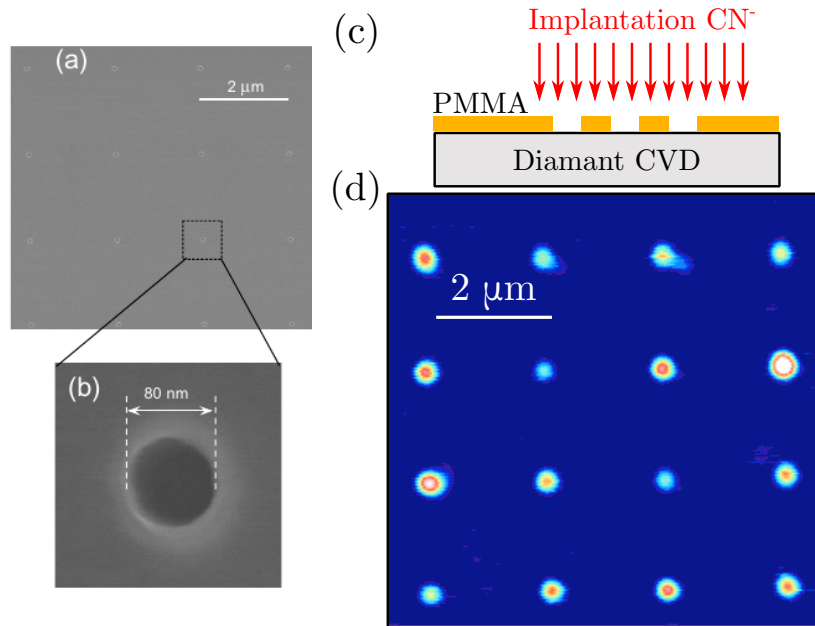 (a)
2 µm
(b)
80 nm
(c)
Implantation CN⁻
PMMA
Diamant CVD
(d)
2 µm